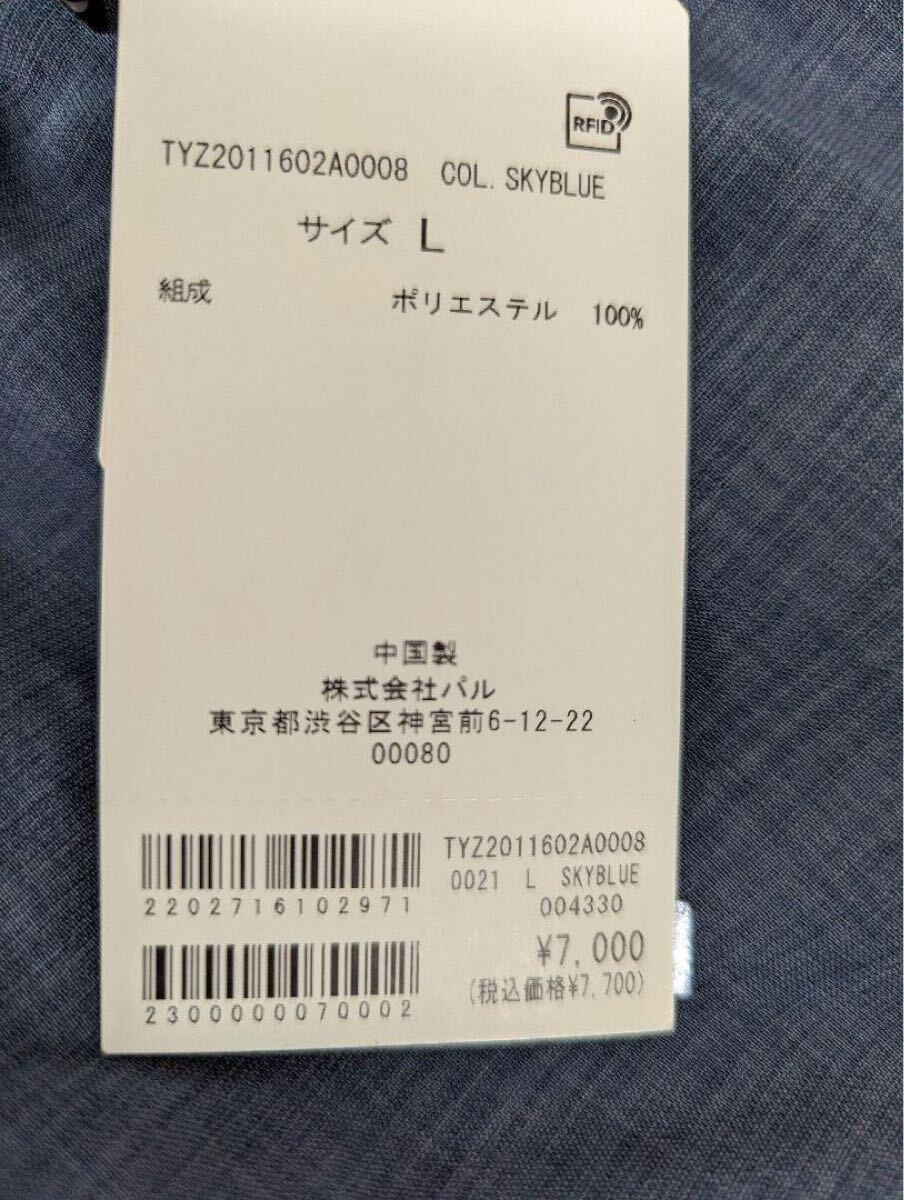 RFID
TYZ2011602A0008 COL. SKYBLUE
サイズ L
組成 ポリエステル 100%
中国製
株式会社パル
東京都渋谷区神宮前6-12-22
00080
TYZ2011602A0008
0021 L SKYBLUE
004330
2202716102971
¥7,000
(税込価格¥7,700)
2300000070002